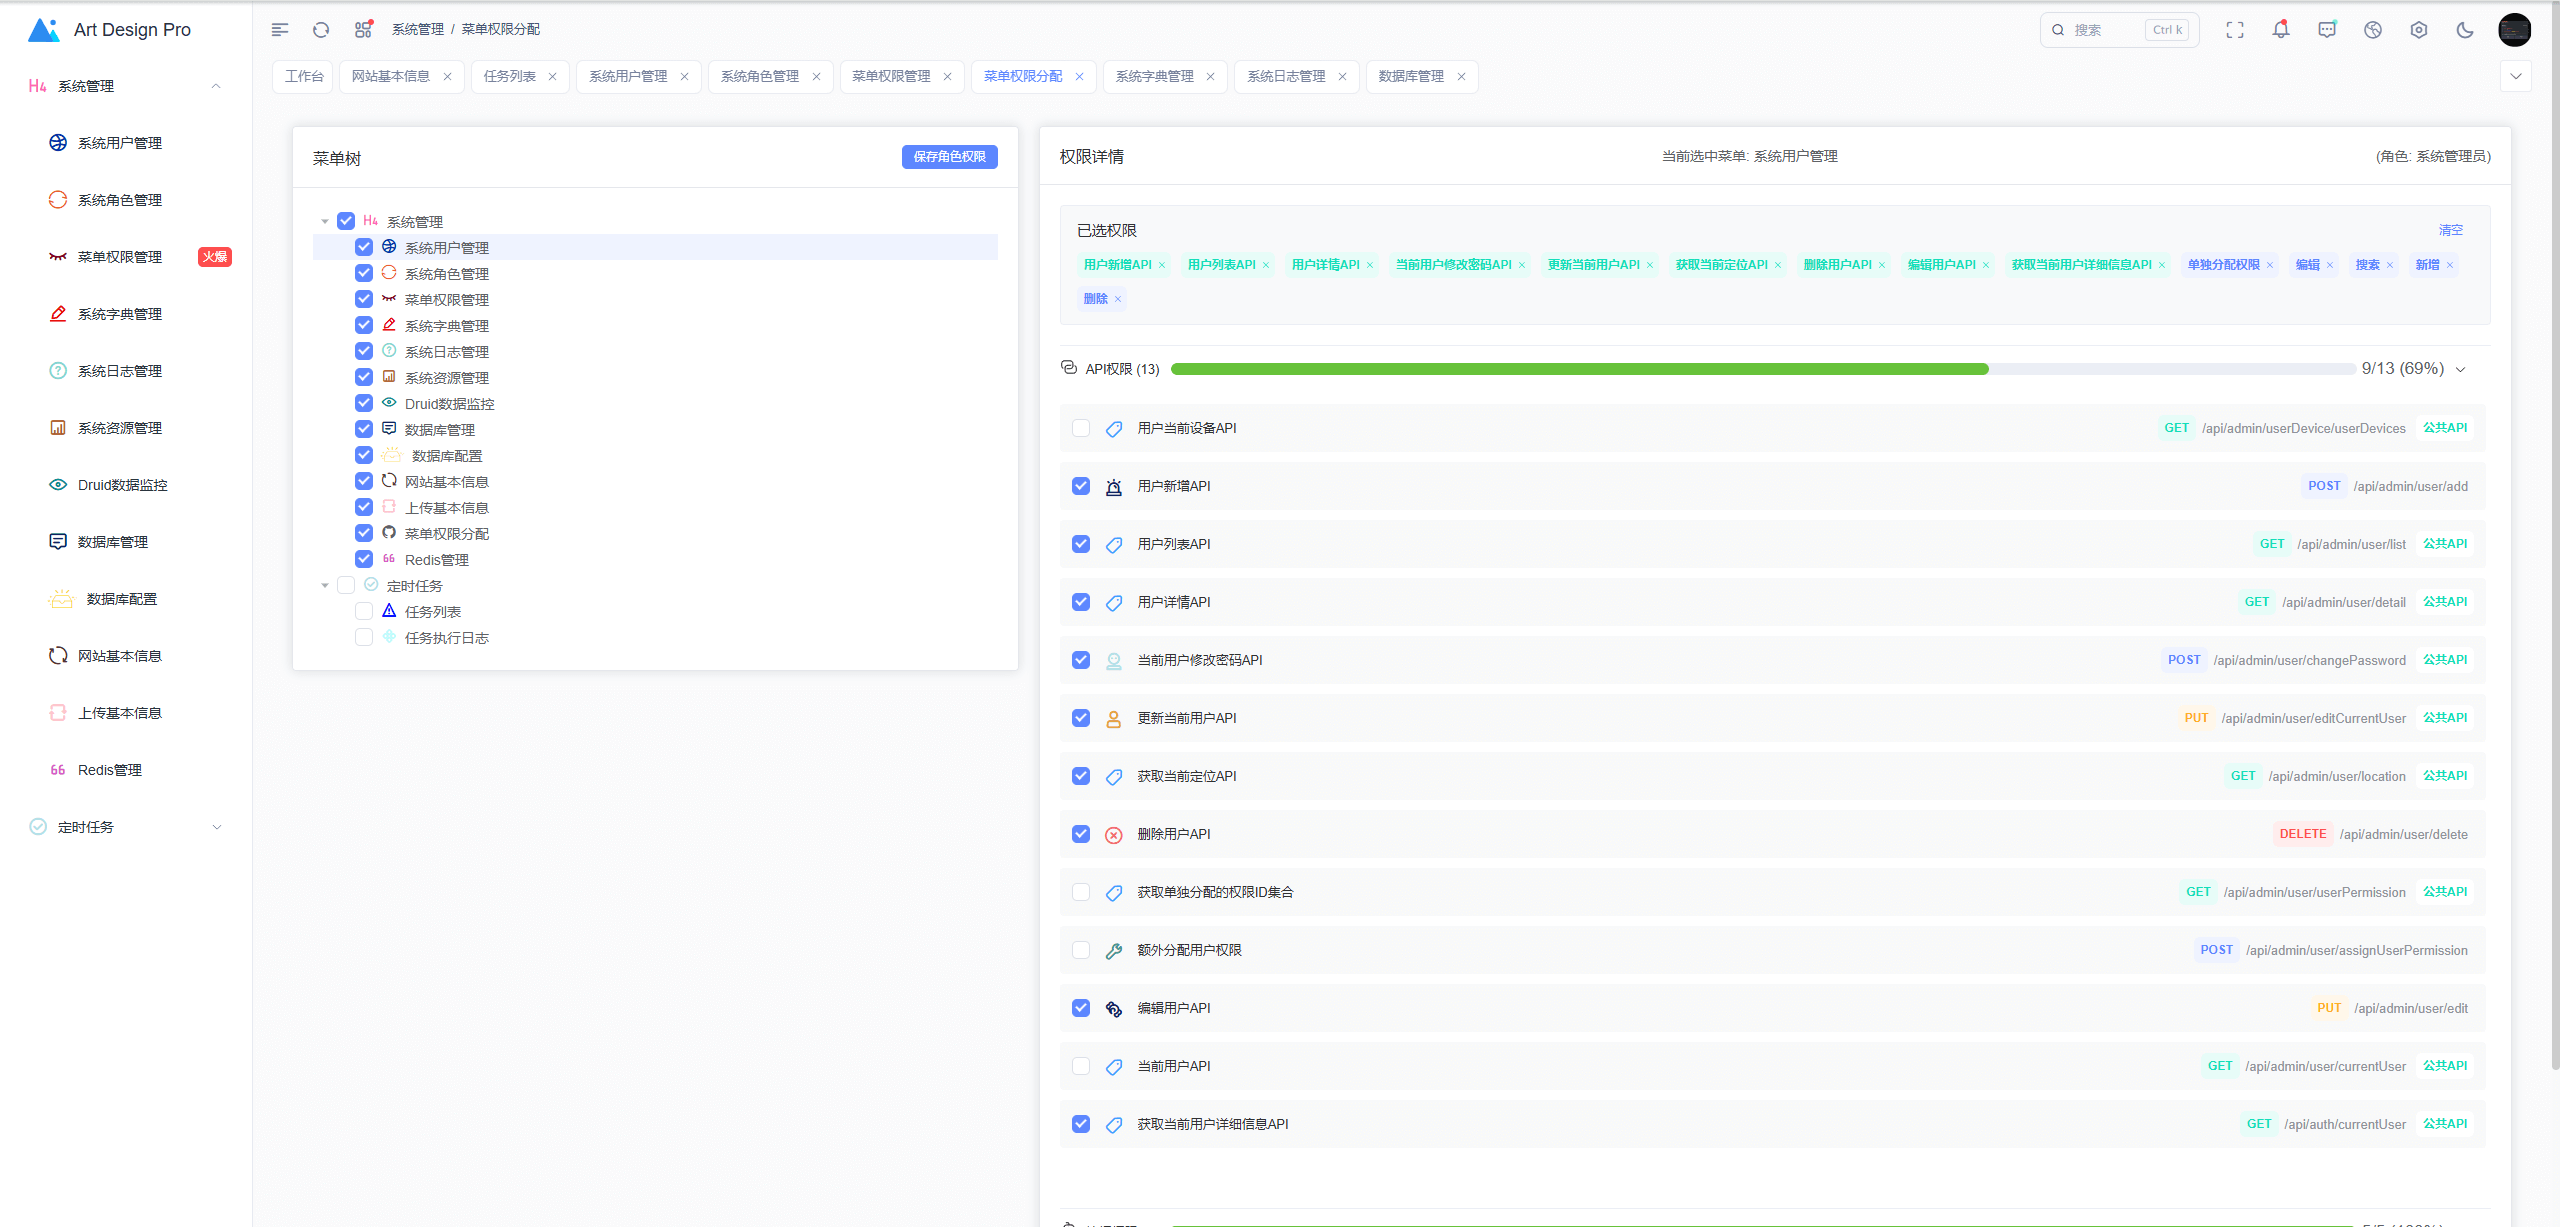 Art Design Pro
系统管理
系统用户管理
系统角色管理
菜单权限管理 火爆
系统字典管理
系统日志管理
系统资源管理
Druid数据监控
数据库管理
数据库配置
网站基本信息
上传基本信息
Redis管理
定时任务
系统管理 / 菜单权限分配
搜索 Ctrl k
工作台 网站基本信息 任务列表 系统用户管理 系统角色管理 菜单权限管理 菜单权限分配 系统字典管理 系统日志管理 数据库管理
菜单树 保存角色权限
系统管理
系统用户管理
系统角色管理
菜单权限管理
系统字典管理
系统日志管理
系统资源管理
Druid数据监控
数据库管理
数据库配置
网站基本信息
上传基本信息
菜单权限分配
Redis管理
定时任务
任务列表
任务执行日志
权限详情 当前选中菜单: 系统用户管理 (角色: 系统管理员)
已选权限 清空
用户新增API 用户列表API 用户详情API 当前用户修改密码API 更新当前用户API 获取当前定位API 删除用户API 编辑用户API 获取当前用户详细信息API 单独分配权限 编辑 搜索 新增
删除
API权限 (13) 9/13 (69%)
用户当前设备API GET /api/admin/userDevice/userDevices 公共API
用户新增API POST /api/admin/user/add
用户列表API GET /api/admin/user/list 公共API
用户详情API GET /api/admin/user/detail 公共API
当前用户修改密码API POST /api/admin/user/changePassword 公共API
更新当前用户API PUT /api/admin/user/editCurrentUser 公共API
获取当前定位API GET /api/admin/user/location 公共API
删除用户API DELETE /api/admin/user/delete
获取单独分配的权限ID集合 GET /api/admin/user/userPermission 公共API
额外分配用户权限 POST /api/admin/user/assignUserPermission
编辑用户API PUT /api/admin/user/edit
当前用户API GET /api/admin/user/currentUser 公共API
获取当前用户详细信息API GET /api/auth/currentUser 公共API